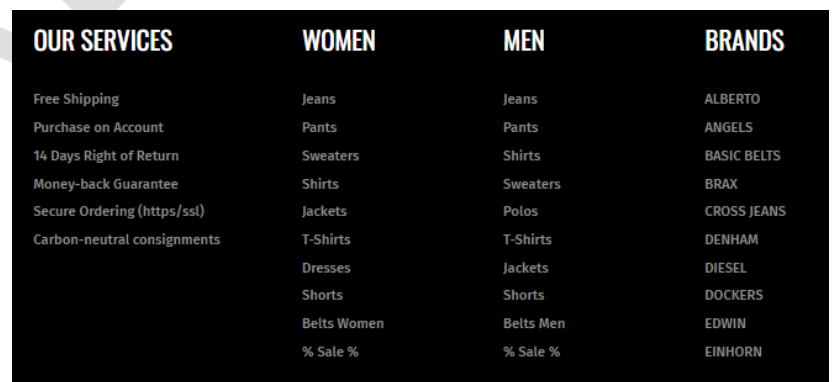 OUR SERVICES
Free Shipping
Purchase on Account
14 Days Right of Return
Money-back Guarantee
Secure Ordering (https/ssl)
Carbon-neutral consignments
WOMEN
Jeans
Pants
Sweaters
Shirts
Jackets
T-Shirts
Dresses
Shorts
Belts Women
% Sale %
MEN
Jeans
Pants
Shirts
Sweaters
Polos
T-Shirts
Jackets
Shorts
Belts Men
% Sale %
BRANDS
ALBERTO
ANGELS
BASIC BELTS
BRAX
CROSS JEANS
DENHAM
DIESEL
DOCKERS
EDWIN
EINHORN